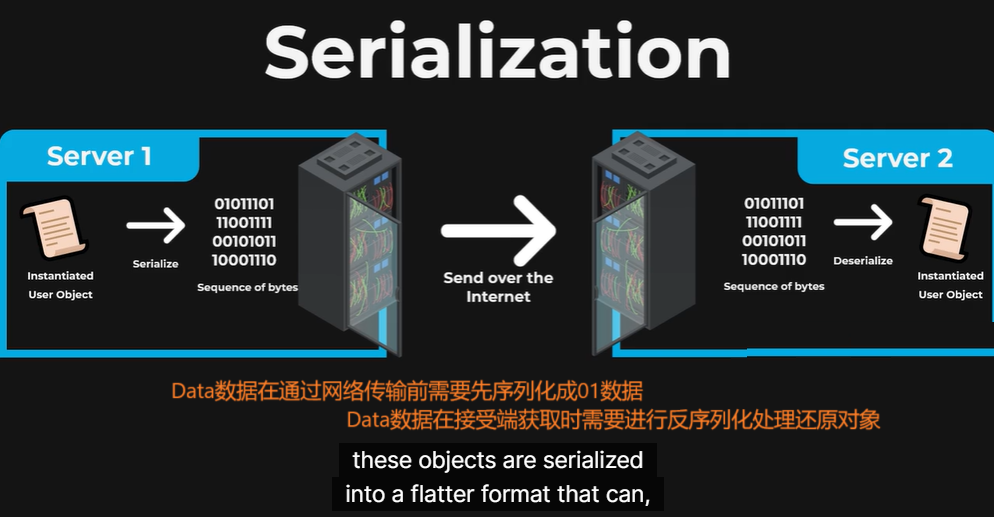 Serialization
Server 1
Server 2
Instantiated
User Object
Serialize
01011101
11001111
00101011
10001110
Sequence of bytes
Send over the
Internet
01011101
11001111
00101011
10001110
Sequence of bytes
Deserialize
Instantiated
User Object
Data数据在通过网络传输前需要先序列化成01数据
Data数据在接受端获取时需要进行反序列化处理还原对象
these objects are serialized
into a flatter format that can,